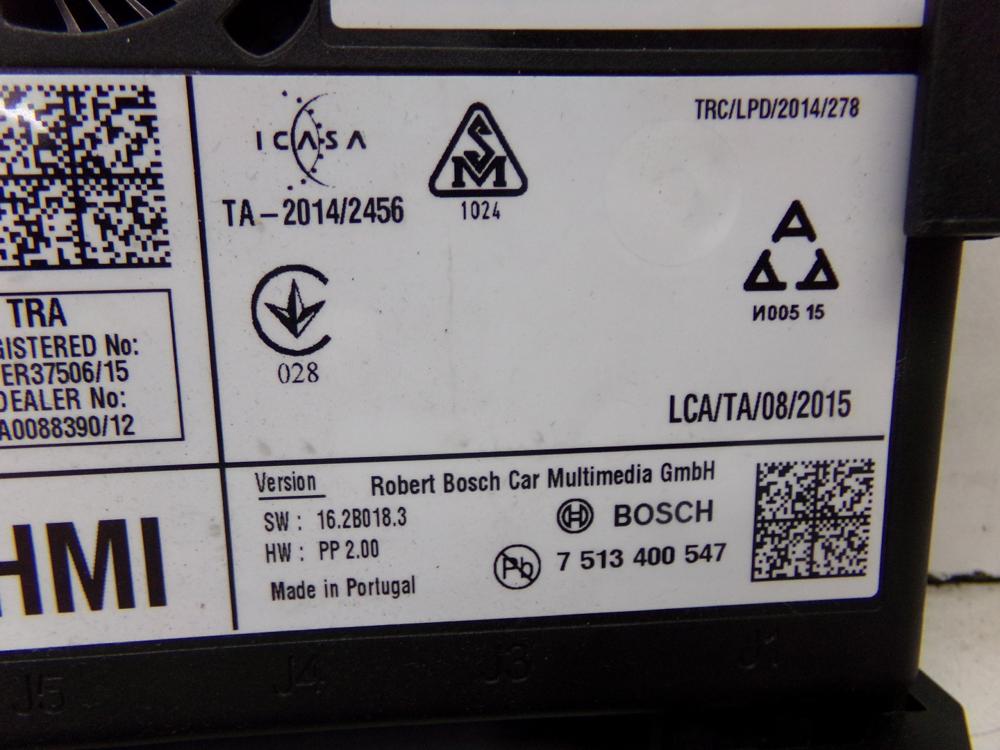 ICASA
TA-2014/2456
SM
1024
TRC/LPD/2014/278
И005 15
028
LCA/TA/08/2015
TRA
GISTERED No:
ER37506/15
DEALER No:
A0088390/12
HMI
Version
SW: 16.2B018.3
HW: PP 2.00
Made in Portugal
Robert Bosch Car Multimedia GmbH
BOSCH
Pb
7 513 400 547
J5
J4
J3
J1